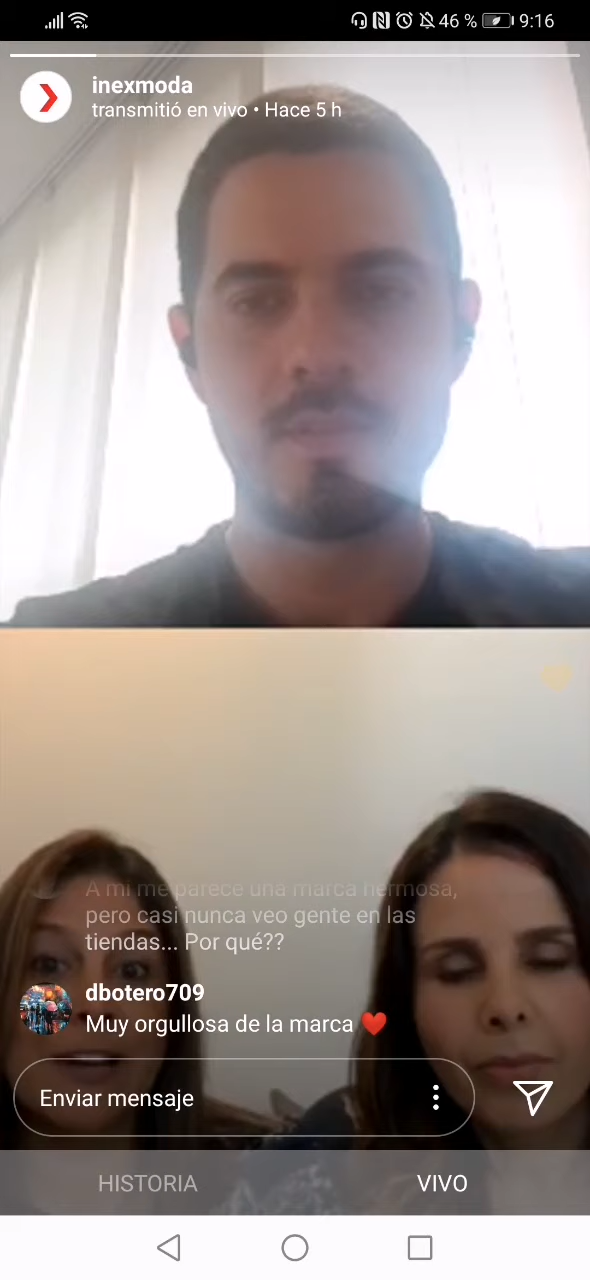 46 % 9:16
inexmoda
transmitió en vivo • Hace 5 h
A mi me parece una marca hermosa,
pero casi nunca veo gente en las
tiendas... Por qué??
dbotero709
Muy orgullosa de la marca ❤️
Enviar mensaje
HISTORIA VIVO